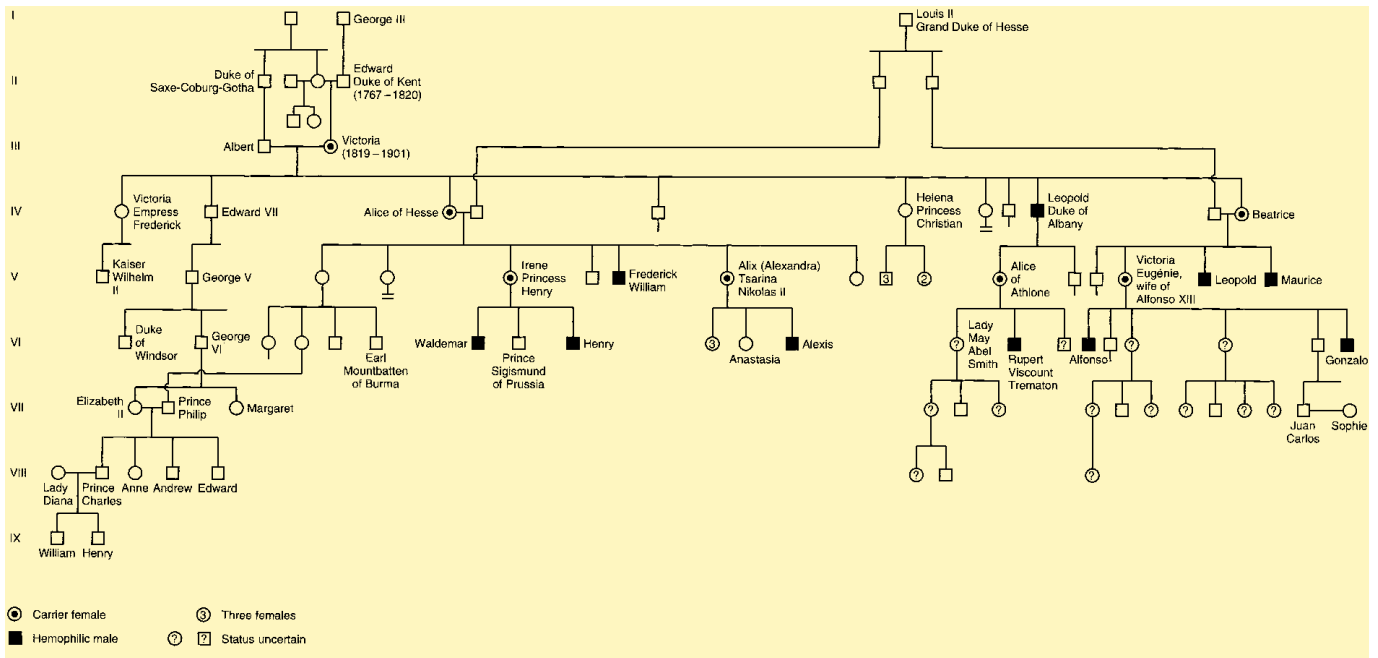 I
George III
Louis II
Grand Duke of Hesse
II
Duke of
Saxe-Coburg-Gotha
Edward
Duke of Kent
(1767–1820)
III
Albert
Victoria
(1819–1901)
IV
Victoria
Empress
Frederick
Edward VII
Alice of Hesse
Helena
Princess
Christian
Leopold
Duke of
Albany
Beatrice
V
Kaiser
Wilhelm
II
George V
Irene
Princess
Henry
Frederick
William
Alix (Alexandra)
Tsarina
Nikolas II
3
2
Alice
of
Athlone
Victoria
Eugénie,
wife of
Alfonso XIII
Leopold
Maurice
VI
Duke
of
Windsor
George
VI
Earl
Mountbatten
of Burma
Waldemar
Prince
Sigismund
of Prussia
Henry
3
Anastasia
Alexis
?
Lady
May
Abel
Smith
Rupert
Viscount
Trematon
?
Alfonso
?
?
Gonzalo
VII
Elizabeth
II
Prince
Philip
Margaret
?
?
?
?
?
?
?
Juan
Carlos
Sophie
VIII
Lady
Diana
Prince
Charles
Anne
Andrew
Edward
?
?
IX
William
Henry
Carrier female
3
Three females
Hemophilic male
?
?
Status uncertain